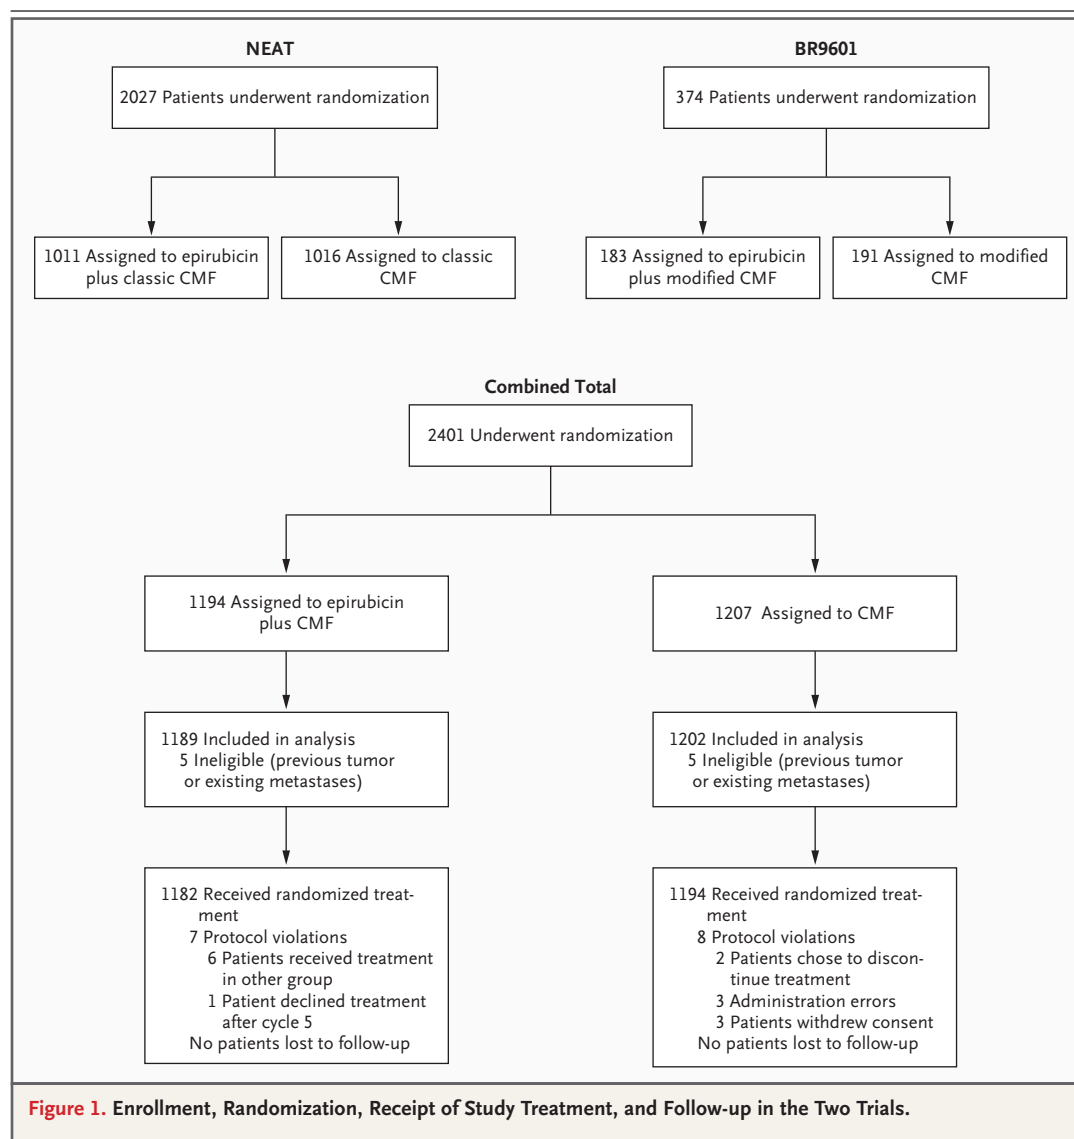 NEAT
2027 Patients underwent randomization
1011 Assigned to epirubicin
plus classic CMF
1016 Assigned to classic
CMF
BR9601
374 Patients underwent randomization
183 Assigned to epirubicin
plus modified CMF
191 Assigned to modified
CMF
Combined Total
2401 Underwent randomization
1194 Assigned to epirubicin
plus CMF
1207 Assigned to CMF
1189 Included in analysis
5 Ineligible (previous tumor
or existing metastases)
1202 Included in analysis
5 Ineligible (previous tumor
or existing metastases)
1182 Received randomized treat-
ment
7 Protocol violations
6 Patients received treatment
in other group
1 Patient declined treatment
after cycle 5
No patients lost to follow-up
1194 Received randomized treat-
ment
8 Protocol violations
2 Patients chose to discon-
tinue treatment
3 Administration errors
3 Patients withdrew consent
No patients lost to follow-up
Figure 1. Enrollment, Randomization, Receipt of Study Treatment, and Follow-up in the Two Trials.